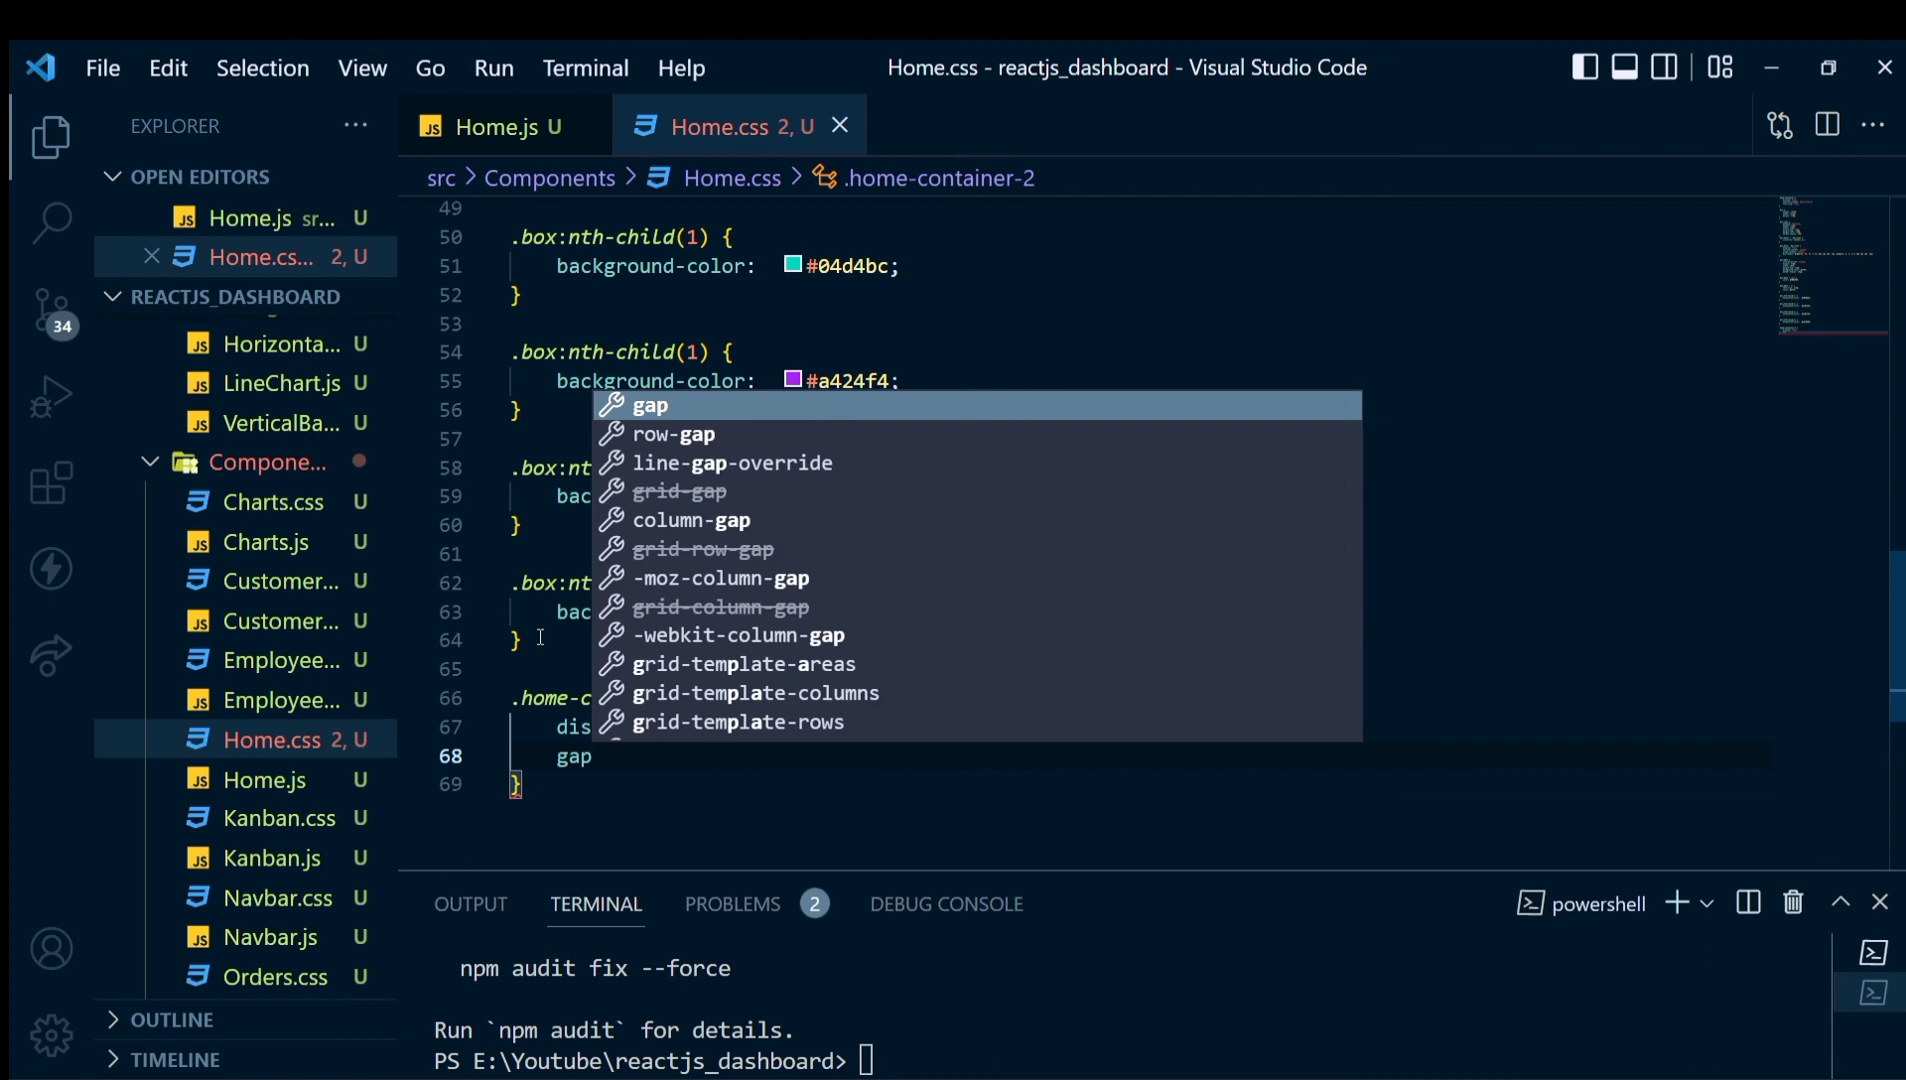 File Edit Selection View Go Run Terminal Help Home.css - reactjs_dashboard - Visual Studio Code
EXPLORER
OPEN EDITORS
Home.js sr... U
Home.cs... 2, U
REACTJS_DASHBOARD
34
Horizonta... U
LineChart.js U
VerticalBa... U
Compone...
Charts.css U
Charts.js U
Customer... U
Customer... U
Employee... U
Employee... U
Home.css 2, U
Home.js U
Kanban.css U
Kanban.js U
Navbar.css U
Navbar.js U
Orders.css U
OUTLINE
TIMELINE
Home.js U Home.css 2, U
src > Components > Home.css > .home-container-2
49
50 .box:nth-child(1) {
51 background-color: #04d4bc;
52 }
53
54 .box:nth-child(1) {
55 background-color: #a424f4;
56 }
57
58 .box:nt
59 bac
60 }
61
62 .box:nt
63 bac
64 }
65
66 .home-c
67 dis
68 gap
69 }
gap
row-gap
line-gap-override
grid-gap
column-gap
grid-row-gap
-moz-column-gap
grid-column-gap
-webkit-column-gap
grid-template-areas
grid-template-columns
grid-template-rows
OUTPUT TERMINAL PROBLEMS 2 DEBUG CONSOLE powershell
npm audit fix --force
Run `npm audit` for details.
PS E:\Youtube\reactjs_dashboard>